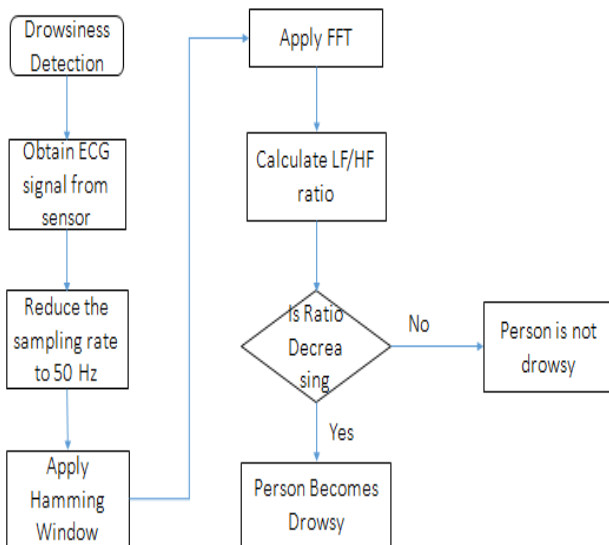 Drowsiness
Detection
Obtain ECG
signal from
sensor
Reduce the
sampling rate
to 50 Hz
Apply
Hamming
Window
Apply FFT
Calculate LF/HF
ratio
Is Ratio
Decrea
sing
No
Person is not
drowsy
Yes
Person Becomes
Drowsy